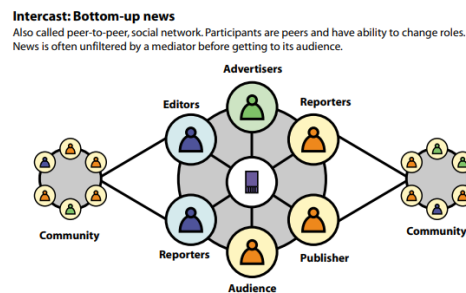 Intercast: Bottom-up news
Also called peer-to-peer, social network. Participants are peers and have ability to change roles.
News is often unfiltered by a mediator before getting to its audience.
Advertisers
Editors
Reporters
Community
Community
Reporters
Publisher
Audience